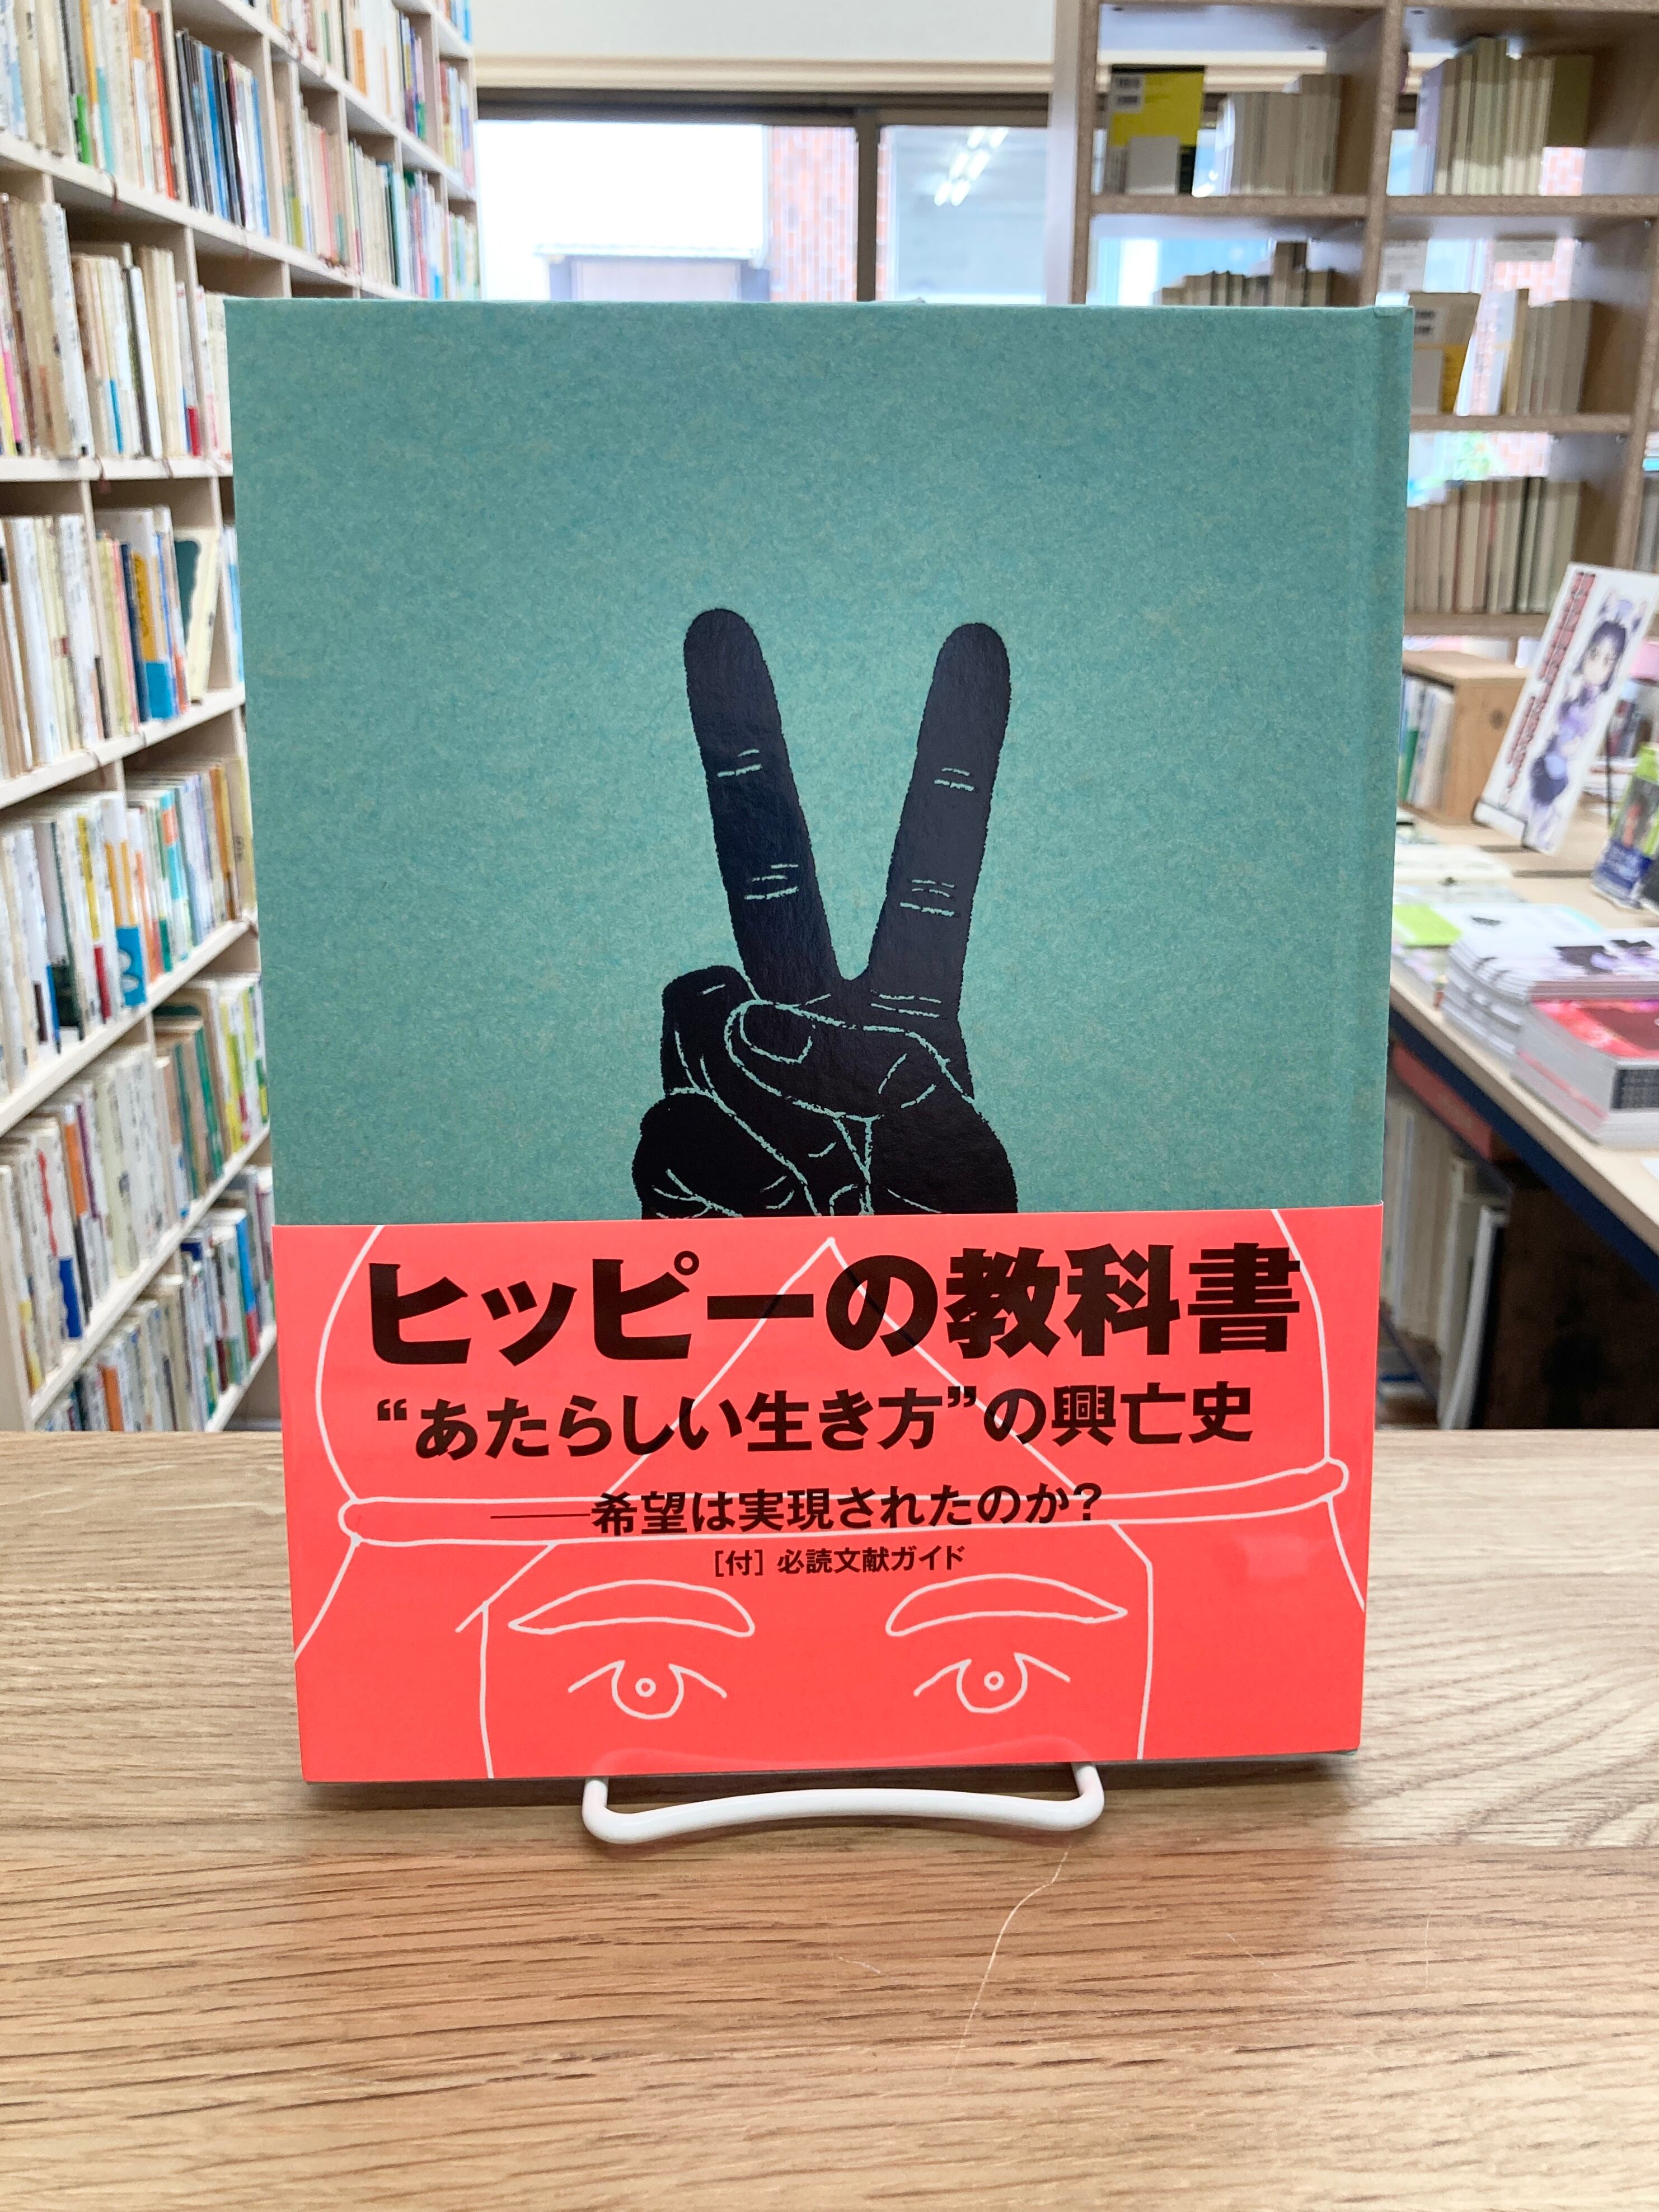 ヒッピーの教科書
“あたらしい生き方”の興亡史
──希望は実現されたのか？
［付］必読文献ガイド